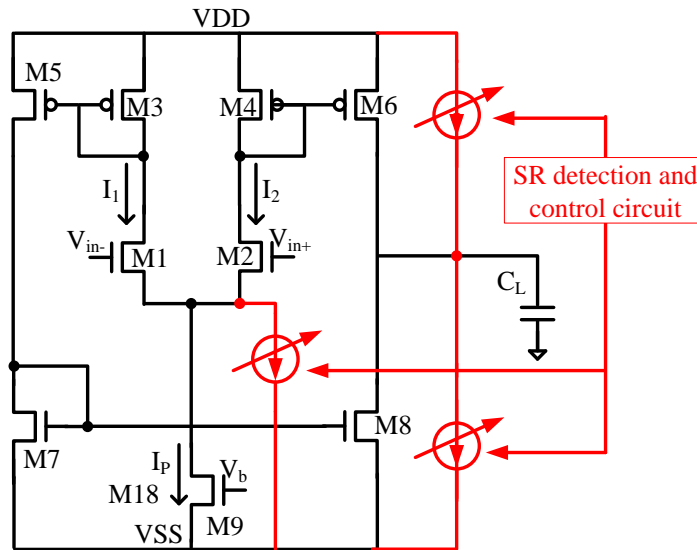 VDD
M5
M3
M4
M6
SR detection and
control circuit
I1
I2
Vin-
M1
M2
Vin+
CL
M7
M8
IP
Vb
M18
M9
VSS